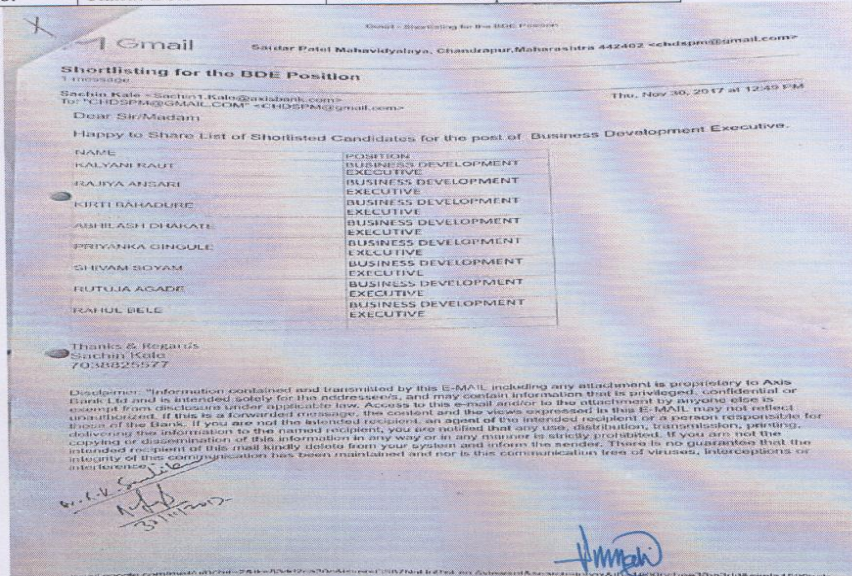 Gmail - Shortlisting for the BDE Position
Gmail
Sardar Patel Mahavidyalaya, Chandrapur,Maharashtra 442402 <chdspm@gmail.com>
Shortlisting for the BDE Position
1 message
Sachin Kale <Sachin1.Kale@axisbank.com>
Thu, Nov 30, 2017 at 12:49 PM
To: "CHDSPM@GMAIL.COM" <CHDSPM@gmail.com>
Dear Sir/Madam
Happy to Share List of Shortlisted Candidates for the post of Business Development Executive.
NAME POSITION
KALYANI RAUT BUSINESS DEVELOPMENT
EXECUTIVE
RAJIYA ANSARI BUSINESS DEVELOPMENT
EXECUTIVE
KIRTI BAHADURE BUSINESS DEVELOPMENT
EXECUTIVE
ABHILASH DHAKATE BUSINESS DEVELOPMENT
EXECUTIVE
PRIYANKA GINGULE BUSINESS DEVELOPMENT
EXECUTIVE
SHIVAM SOYAM BUSINESS DEVELOPMENT
EXECUTIVE
RUTUJA AGADE BUSINESS DEVELOPMENT
EXECUTIVE
RAHUL BELE BUSINESS DEVELOPMENT
EXECUTIVE
Thanks & Regards
Sachin Kale
7038825577
Disclaimer: "Information contained and transmitted by this E-MAIL including any attachment is proprietary to Axis
Bank Ltd and is intended solely for the addressee/s, and may contain information that is privileged, confidential or
exempt from disclosure under applicable law. Access to this e-mail and/or to the attachment by anyone else is
unauthorized. If this is a forwarded message, the content and the views expressed in this E-MAIL may not reflect
those of the Bank. If you are not the intended recipient, an agent of the intended recipient or a person responsible for
delivering the information to the named recipient, you are notified that any use, distribution, transmission, printing,
copying or dissemination of this information in any way or in any manner is strictly prohibited. If you are not the
intended recipient of this mail kindly delete from your system and inform the sender. There is no guarantee that the
integrity of this communication has been maintained and nor is this communication free of viruses, interceptions or
interference."
30/11/2017